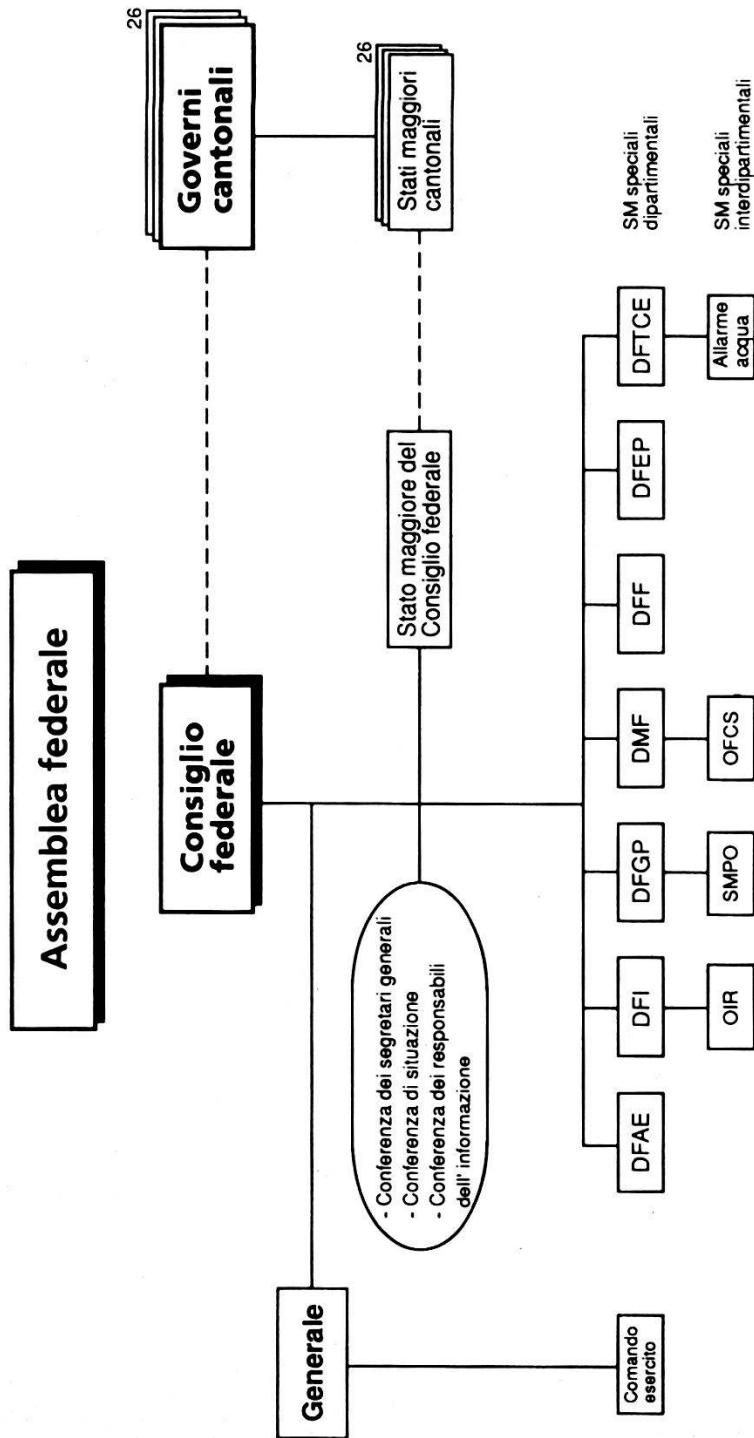 Assemblea federale
Consiglio
federale
26
Governi
cantonali
Generale
- Conferenza dei segretari generali
- Conferenza di situazione
- Conferenza dei responsabili
dell' informazione
Stato maggiore del
Consiglio federale
26
Stati maggiori
cantonali
Comando
esercito
DFAE
DFI
DFGP
DMF
DFF
DFEP
DFTCE
SM speciali
dipartimentali
OIR
SMPO
OFCS
Allarme
acqua
SM speciali
interdipartimentali